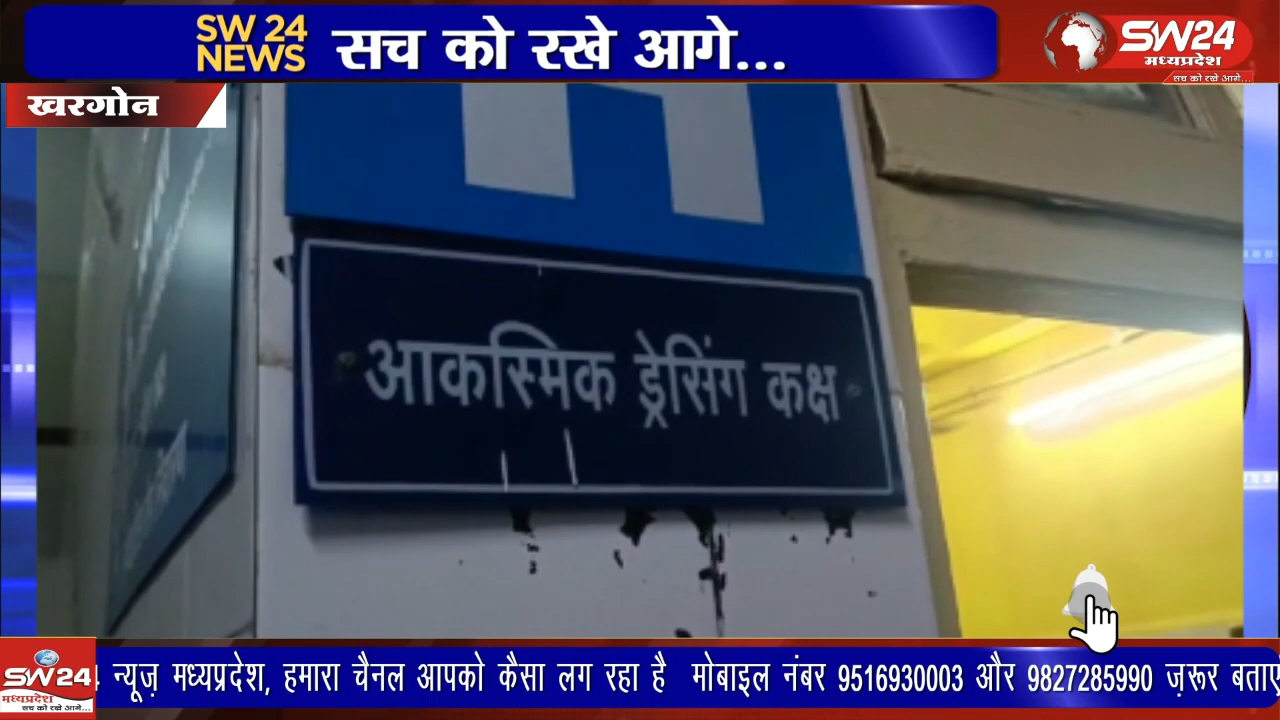 SW 24
NEWS
सच को रखे आगे...
SW24
मध्यप्रदेश
सच को रखे आगे...
खरगोन
आकस्मिक ड्रेसिंग कक्ष
SW24
मध्यप्रदेश
सच को रखे आगे...
न्यूज़ मध्यप्रदेश, हमारा चैनल आपको कैसा लग रहा है मोबाइल नंबर 9516930003 और 9827285990 ज़रूर बताए